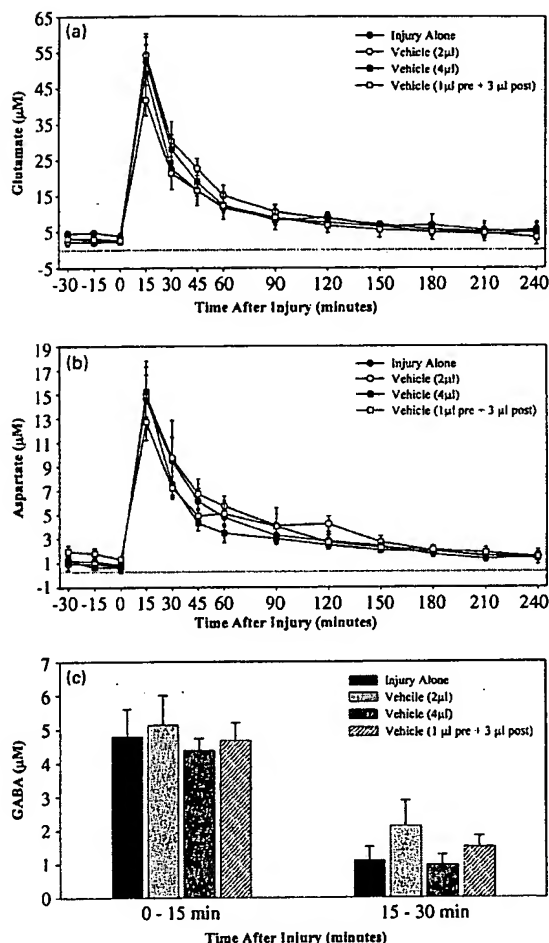 (a)
Injury Alone
Vehicle (2µl)
Vehicle (4µl)
Vehicle (1µl pre + 3 µl post)
Glutamate (µM)
65
55
45
35
25
15
5
-5
-30 -15 0 15 30 45 60 90 120 150 180 210 240
Time After Injury (minutes)
(b)
Injury Alone
Vehicle (2µl)
Vehicle (4µl)
Vehicle (1µl pre + 3 µl post)
Aspartate (µM)
19
17
15
13
11
9
7
5
3
1
-1
-30 -15 0 15 30 45 60 90 120 150 180 210 240
Time After Injury (minutes)
(c)
Injury Alone
Vehcile (2µl)
Vehicle (4µl)
Vehicle (1 µl pre + 3 µl post)
GABA (µM)
7
6
5
4
3
2
1
0
0 - 15 min 15 - 30 min
Time After Injury (minutes)